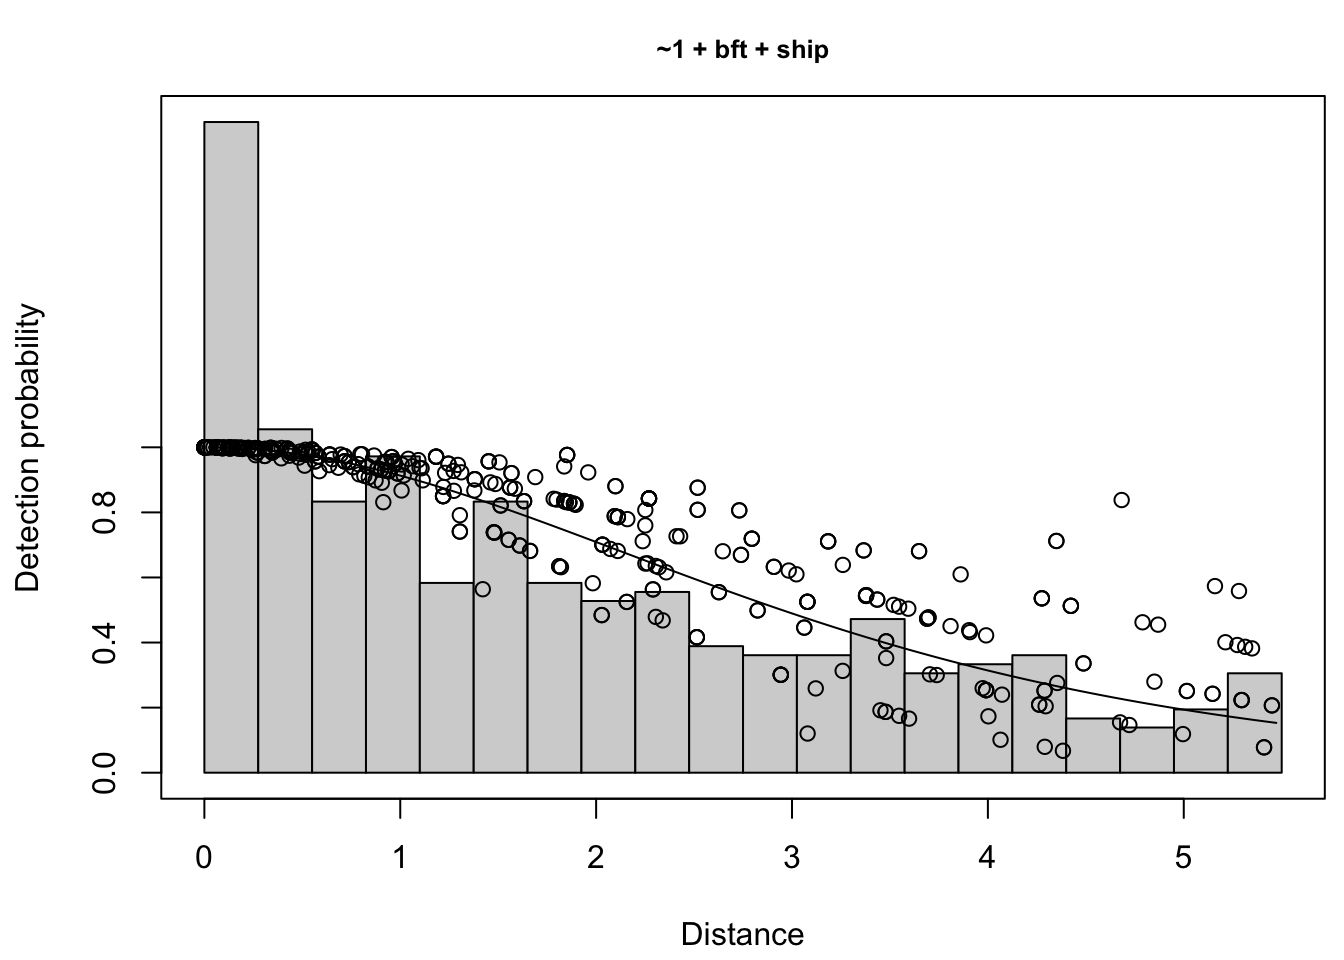 ~1 + bft + ship
Detection probability
0.8
0.4
0.0
0 1 2 3 4 5
Distance